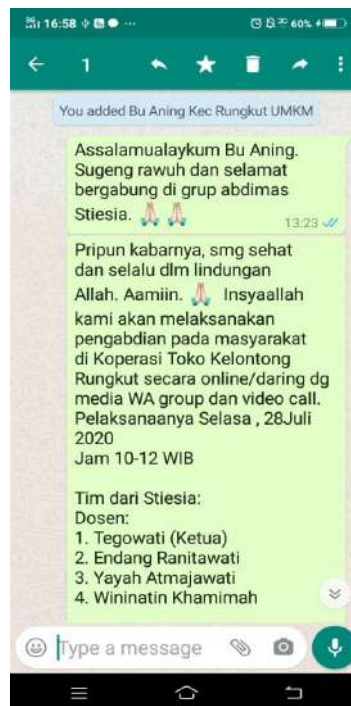 16:58
60%
1
You added Bu Aning Kec Rungkut UMKM
Assalamualaykum Bu Aning.
Sugeng rawuh dan selamat
bergabung di grup abdimas
Stiesia. 🙏🙏
13:23
Pripun kabarnya, smg sehat
dan selalu dlm lindungan
Allah. Aamiin. 🙏 Insyaallah
kami akan melaksanakan
pengabdian pada masyarakat
di Koperasi Toko Kelontong
Rungkut secara online/daring dg
media WA group dan video call.
Pelaksanaanya Selasa , 28Juli
2020
Jam 10-12 WIB
Tim dari Stiesia:
Dosen:
1. Tegowati (Ketua)
2. Endang Ranitawati
3. Yayah Atmajawati
4. Wininatin Khamimah
Type a message